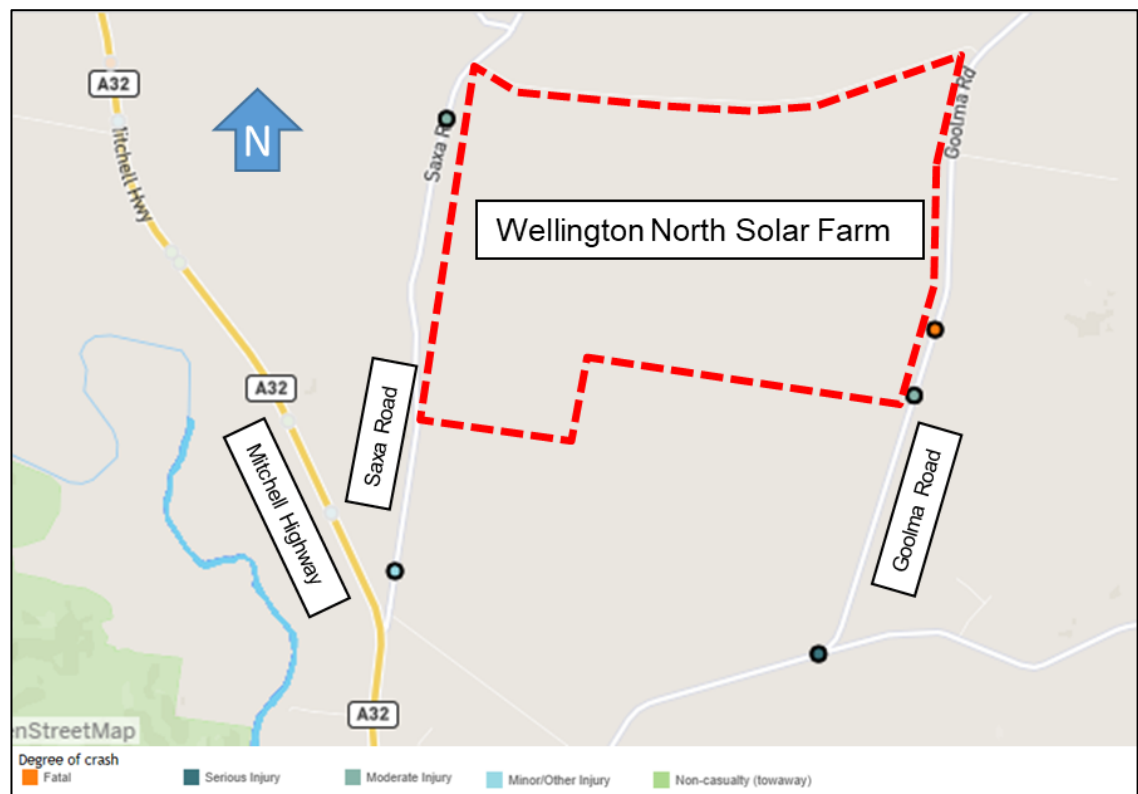 A32
N
Mitchell Hwy
Saxa R
Goolma Rd
Wellington North Solar Farm
A32
Saxa Road
Mitchell Highway
Goolma Road
A32
enStreetMap
Degree of crash
Fatal
Serious Injury
Moderate Injury
Minor/Other Injury
Non-casualty (towaway)